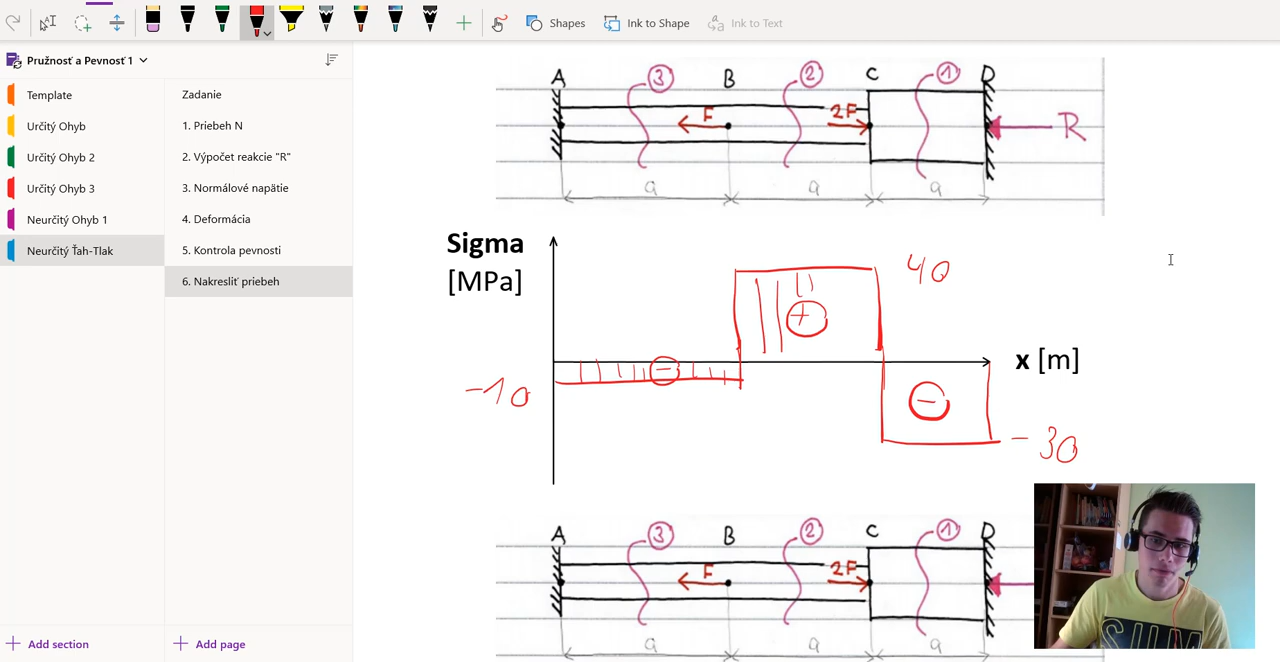 Shapes
Ink to Shape
Ink to Text
Pružnosť a Pevnosť 1
Template
Určitý Ohyb
Určitý Ohyb 2
Určitý Ohyb 3
Neurčitý Ohyb 1
Neurčitý Ťah-Tlak
Add section
Zadanie
1. Priebeh N
2. Výpočet reakcie "R"
3. Normálové napätie
4. Deformácia
5. Kontrola pevnosti
6. Nakresliť priebeh
Add page
A ③ B ② C ① D
F 2F R
a a a
Sigma
[MPa]
40
+
-
-10
x [m]
-
-30
A ③ B ② C ① D
F 2F
a a a
SUM